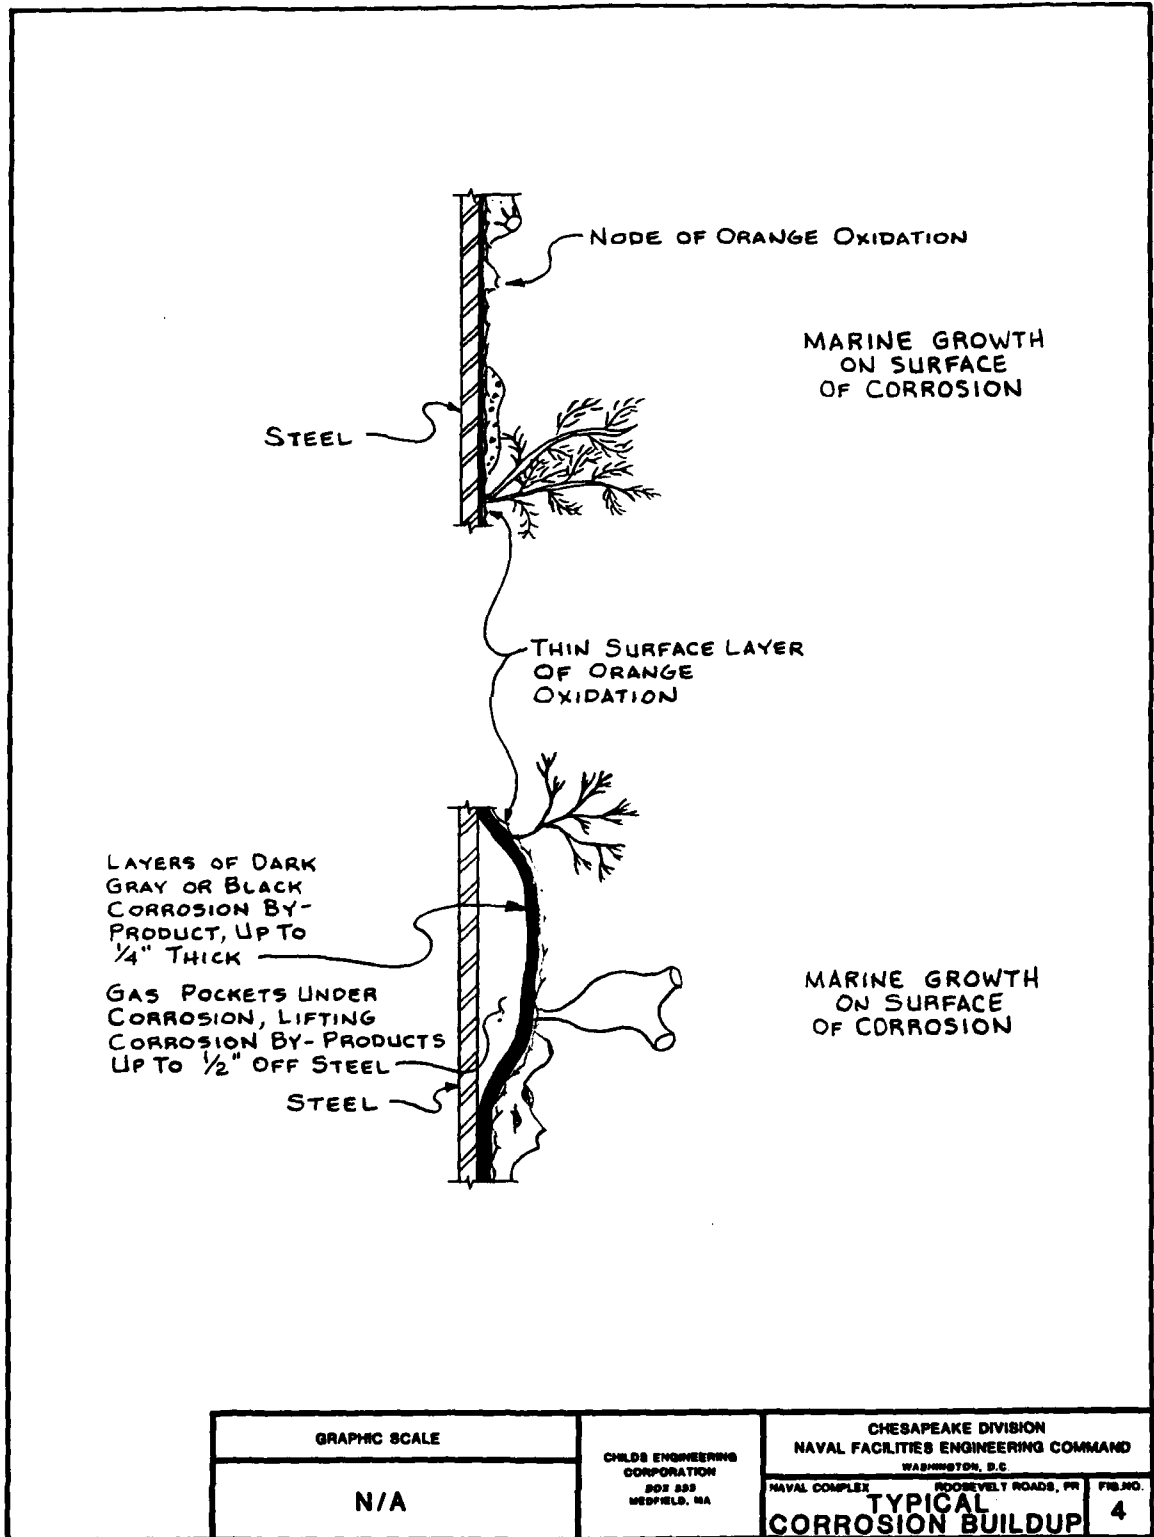 NODE OF ORANGE OXIDATION
MARINE GROWTH
ON SURFACE
OF CORROSION
STEEL
THIN SURFACE LAYER
OF ORANGE
OXIDATION
LAYERS OF DARK
GRAY OR BLACK
CORROSION BY-
PRODUCT, UP TO
1/4" THICK
GAS POCKETS UNDER
CORROSION, LIFTING
CORROSION BY-PRODUCTS
UP TO 1/2" OFF STEEL
STEEL
MARINE GROWTH
ON SURFACE
OF CORROSION
GRAPHIC SCALE
N/A
CHILDS ENGINEERING
CORPORATION
BOX 333
MEDFIELD, MA
CHESAPEAKE DIVISION
NAVAL FACILITIES ENGINEERING COMMAND
WASHINGTON, D.C.
NAVAL COMPLEX ROOSEVELT ROADS, PR
TYPICAL
CORROSION BUILDUP
FIG. NO.
4